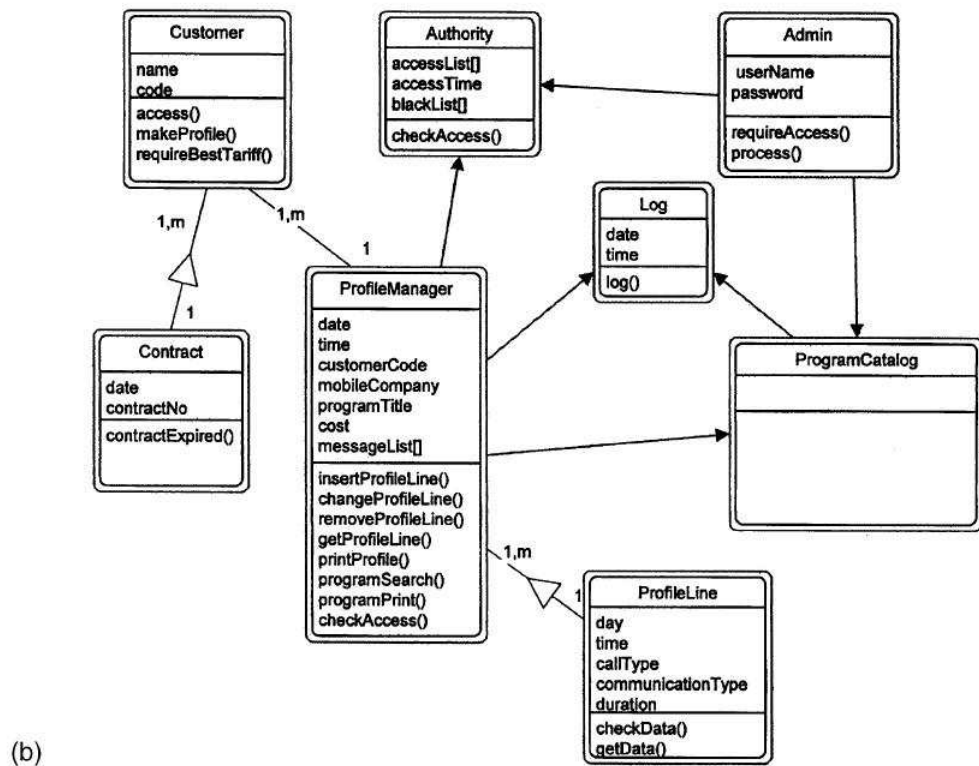 Customer
name
code
access()
makeProfile()
requireBestTariff()
Authority
accessList[]
accessTime
blackList[]
checkAccess()
Admin
userName
password
requireAccess()
process()
1,m
1,m
1
1
Log
date
time
log()
Contract
date
contractNo
contractExpired()
ProfileManager
date
time
customerCode
mobileCompany
programTitle
cost
messageList[]
insertProfileLine()
changeProfileLine()
removeProfileLine()
getProfileLine()
printProfile()
programSearch()
programPrint()
checkAccess()
ProgramCatalog
1,m
1
ProfileLine
day
time
callType
communicationType
duration
checkData()
getData()
(b)